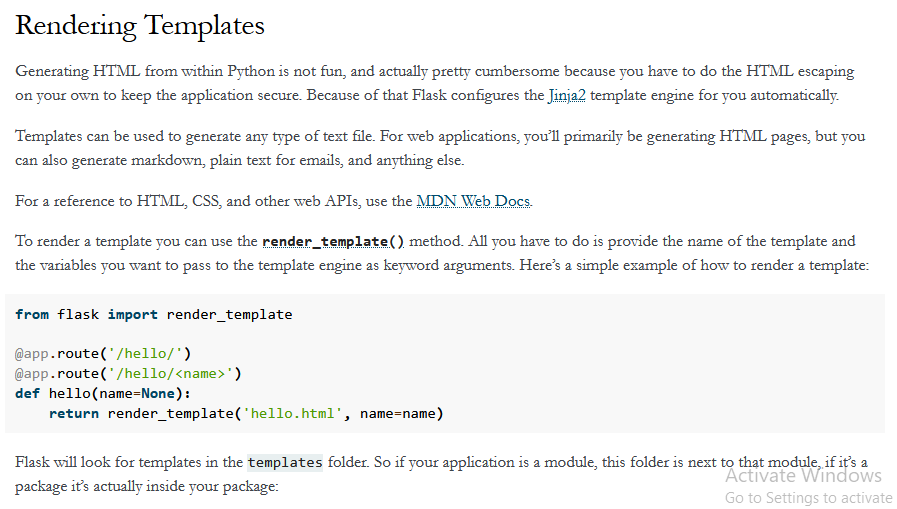 Rendering Templates
Generating HTML from within Python is not fun, and actually pretty cumbersome because you have to do the HTML escaping
on your own to keep the application secure. Because of that Flask configures the Jinja2 template engine for you automatically.
Templates can be used to generate any type of text file. For web applications, you’ll primarily be generating HTML pages, but you
can also generate markdown, plain text for emails, and anything else.
For a reference to HTML, CSS, and other web APIs, use the MDN Web Docs.
To render a template you can use the render_template() method. All you have to do is provide the name of the template and
the variables you want to pass to the template engine as keyword arguments. Here’s a simple example of how to render a template:
from flask import render_template
@app.route('/hello/')
@app.route('/hello/<name>')
def hello(name=None):
    return render_template('hello.html', name=name)
Flask will look for templates in the templates folder. So if your application is a module, this folder is next to that module, if it’s a
package it’s actually inside your package:
Activate Windows
Go to Settings to activate